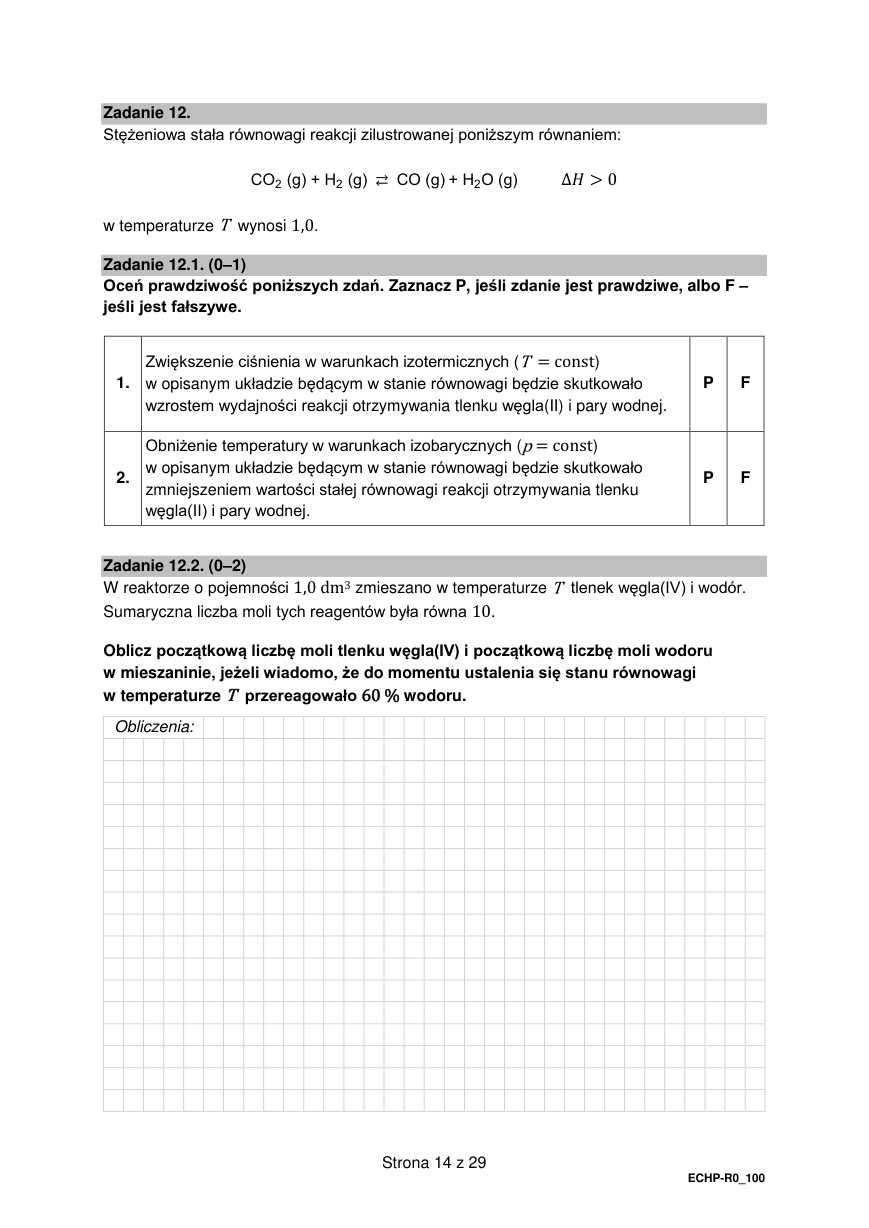 Zadanie 12.
Stężeniowa stała równowagi reakcji zilustrowanej poniższym równaniem:
CO₂ (g) + H₂ (g) ⇄ CO (g) + H₂O (g) ΔH > 0
w temperaturze T wynosi 1,0.
Zadanie 12.1. (0–1)
Oceń prawdziwość poniższych zdań. Zaznacz P, jeśli zdanie jest prawdziwe, albo F –
jeśli jest fałszywe.
1. Zwiększenie ciśnienia w warunkach izotermicznych (T = const)
w opisanym układzie będącym w stanie równowagi będzie skutkowało
wzrostem wydajności reakcji otrzymywania tlenku węgla(II) i pary wodnej. P F
2. Obniżenie temperatury w warunkach izobarycznych (p = const)
w opisanym układzie będącym w stanie równowagi będzie skutkowało
zmniejszeniem wartości stałej równowagi reakcji otrzymywania tlenku
węgla(II) i pary wodnej. P F
Zadanie 12.2. (0–2)
W reaktorze o pojemności 1,0 dm³ zmieszano w temperaturze T tlenek węgla(IV) i wodór.
Sumaryczna liczba moli tych reagentów była równa 10.
Oblicz początkową liczbę moli tlenku węgla(IV) i początkową liczbę moli wodoru
w mieszaninie, jeżeli wiadomo, że do momentu ustalenia się stanu równowagi
w temperaturze T przereagowało 60 % wodoru.
Obliczenia:
Strona 14 z 29
ECHP-R0_100